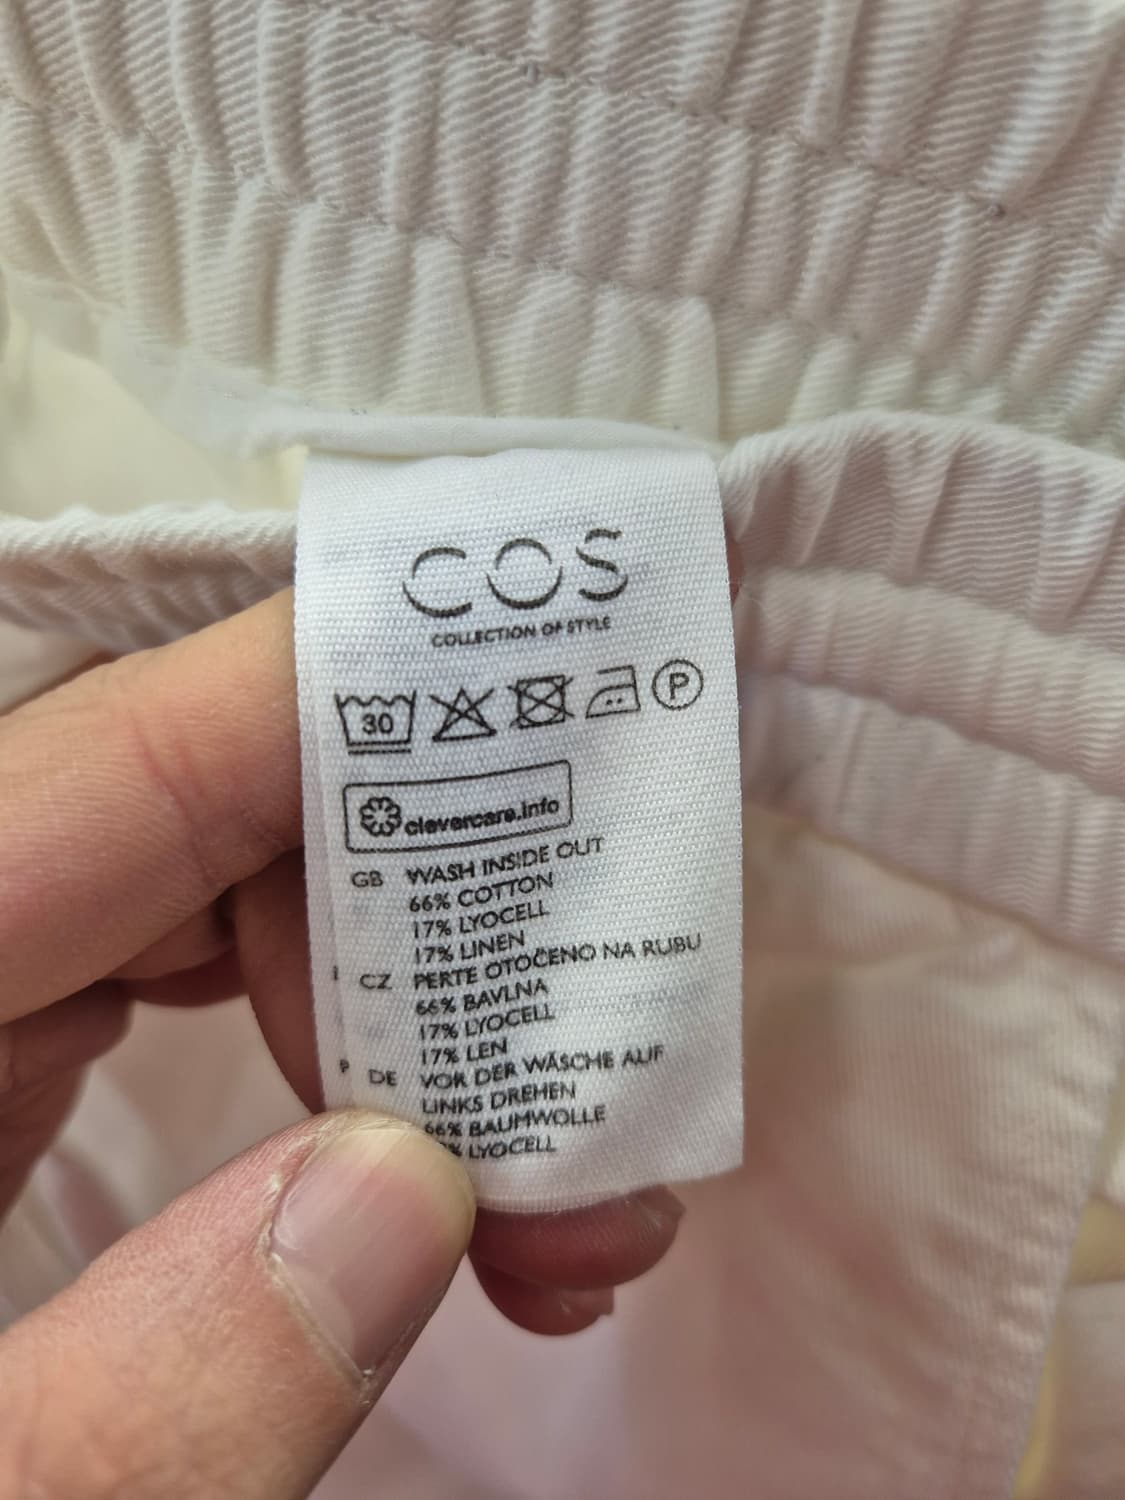 COS
COLLECTION OF STYLE
30
P
clevercare.info
GB WASH INSIDE OUT
66% COTTON
17% LYOCELL
17% LINEN
CZ PERTE OTOČENO NA RUBU
66% BAVLNA
17% LYOCELL
17% LEN
DE VOR DER WÄSCHE AUF
LINKS DREHEN
66% BAUMWOLLE
% LYOCELL